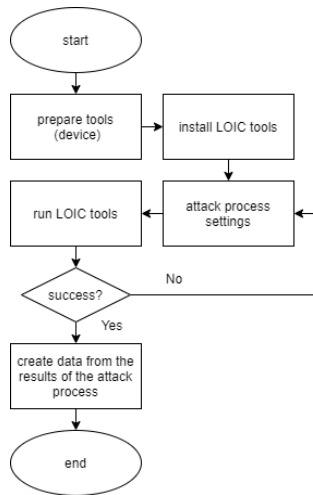 start
prepare tools
(device)
install LOIC tools
run LOIC tools
attack process
settings
success?
No
Yes
create data from the
results of the attack
process
end